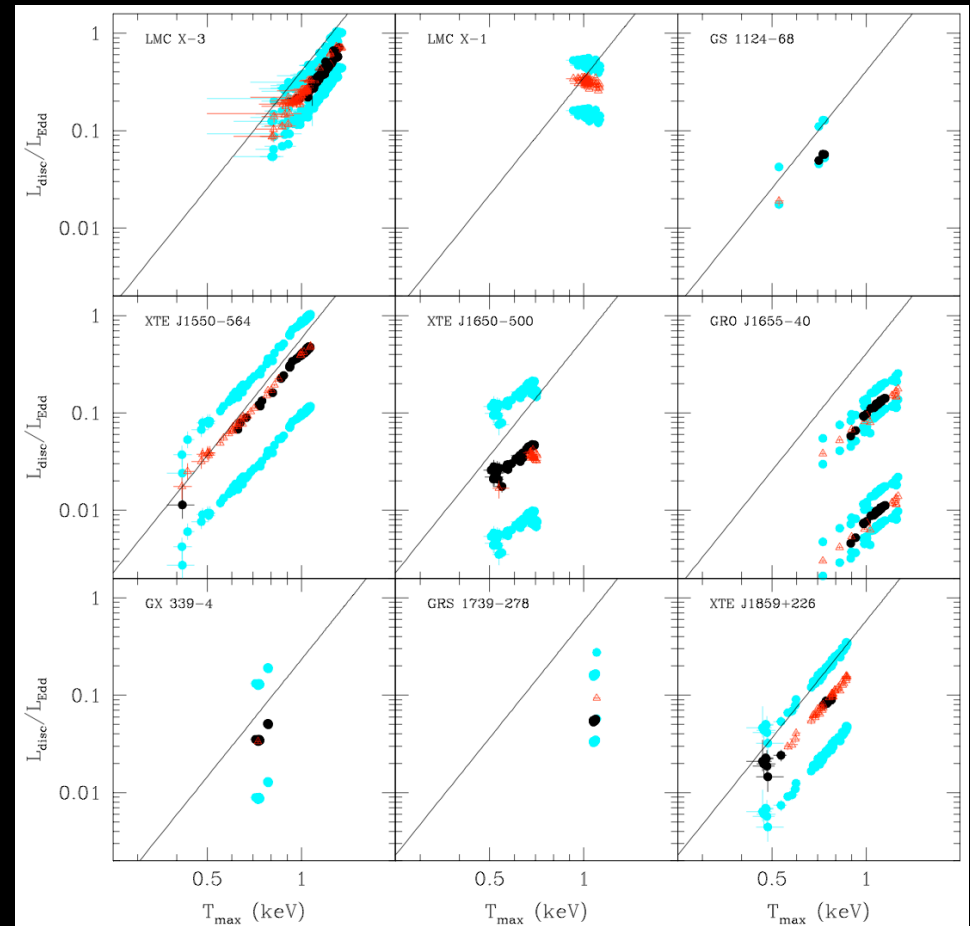 LMC X-3
LMC X-1
GS 1124-68
1
0.1
0.01
L_disc/L_Edd
XTE J1550-564
XTE J1650-500
GRO J1655-40
1
0.1
0.01
L_disc/L_Edd
GX 339-4
GRS 1739-278
XTE J1859+226
1
0.1
0.01
L_disc/L_Edd
0.5 1
0.5 1
0.5 1
T_max (keV)
T_max (keV)
T_max (keV)